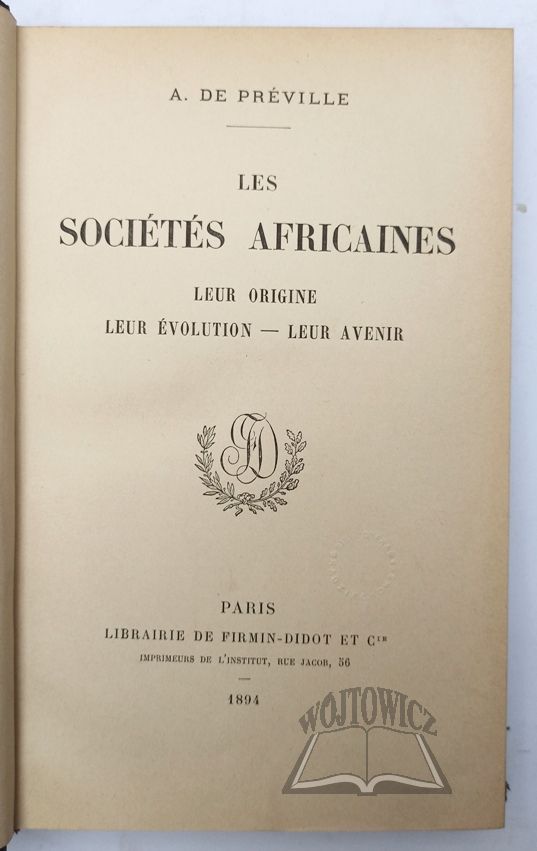 A. DE PRÉVILLE
LES
SOCIÉTÉS AFRICAINES
LEUR ORIGINE
LEUR ÉVOLUTION — LEUR AVENIR
FD
PARIS
LIBRAIRIE DE FIRMIN-DIDOT ET Cⁱᴱ
IMPRIMEURS DE L'INSTITUT, RUE JACOB, 56
1894
WÓJTOWICZ